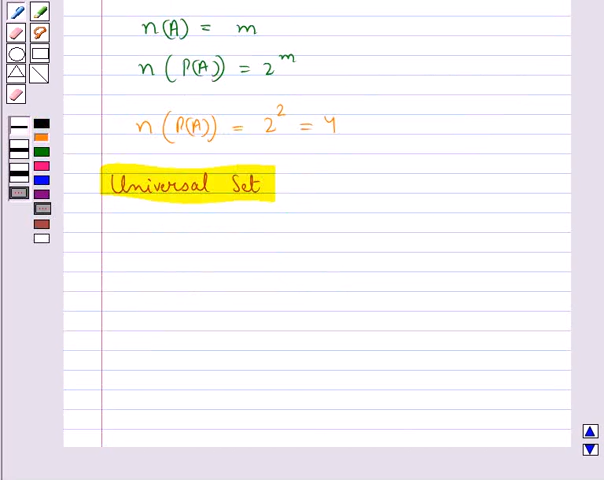 n(A) = m
n(P(A)) = 2^m
n(P(A)) = 2^2 = 4
Universal Set